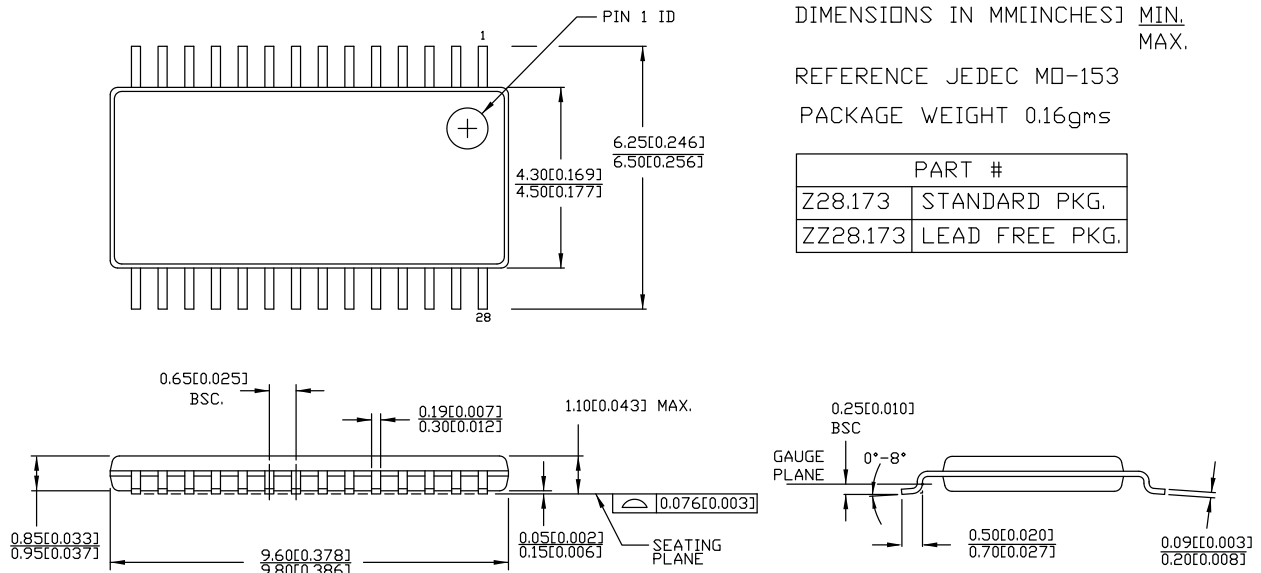 PIN 1 ID
1
6.25[0.246]
6.50[0.256]
4.30[0.169]
4.50[0.177]
28
DIMENSIONS IN MM[INCHES] MIN.
MAX.
REFERENCE JEDEC MO-153
PACKAGE WEIGHT 0.16gms
PART #
Z28.173 STANDARD PKG.
ZZ28.173 LEAD FREE PKG.
0.65[0.025]
BSC.
0.19[0.007]
0.30[0.012]
1.10[0.043] MAX.
0.85[0.033]
0.95[0.037]
9.60[0.378]
9.80[0.386]
0.05[0.002]
0.15[0.006]
0.076[0.003]
SEATING
PLANE
0.25[0.010]
BSC
GAUGE
PLANE
0°-8°
0.50[0.020]
0.70[0.027]
0.09[[0.003]
0.20[0.008]